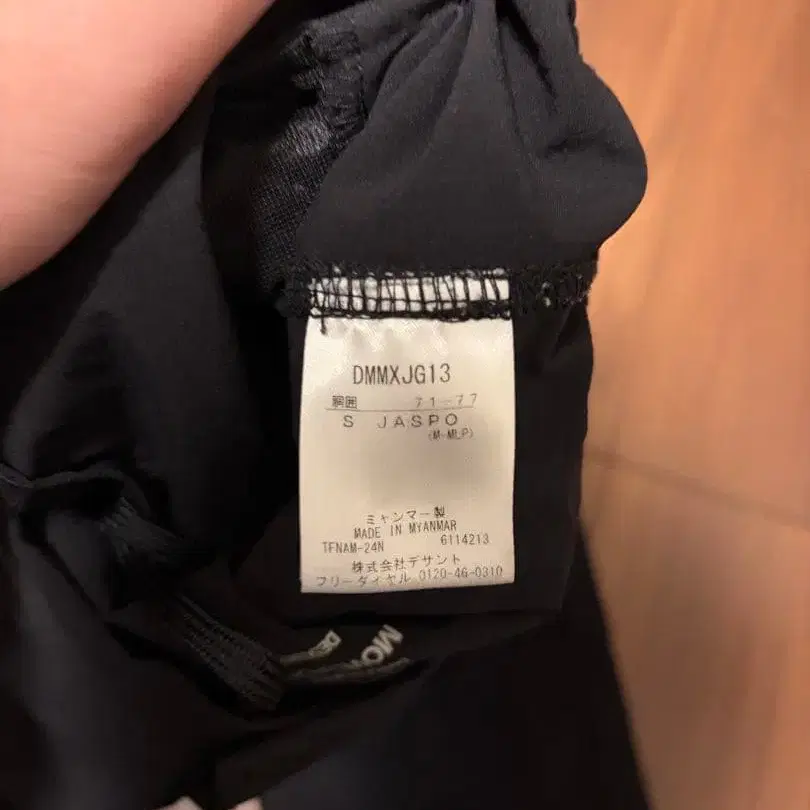 DMMXJG13
胴囲 71-77
S JASPO
(M-MLP)
ミャンマー製
MADE IN MYANMAR
TFNAM-24N 6114213
株式会社デサント
フリーダイヤル 0120-46-0310